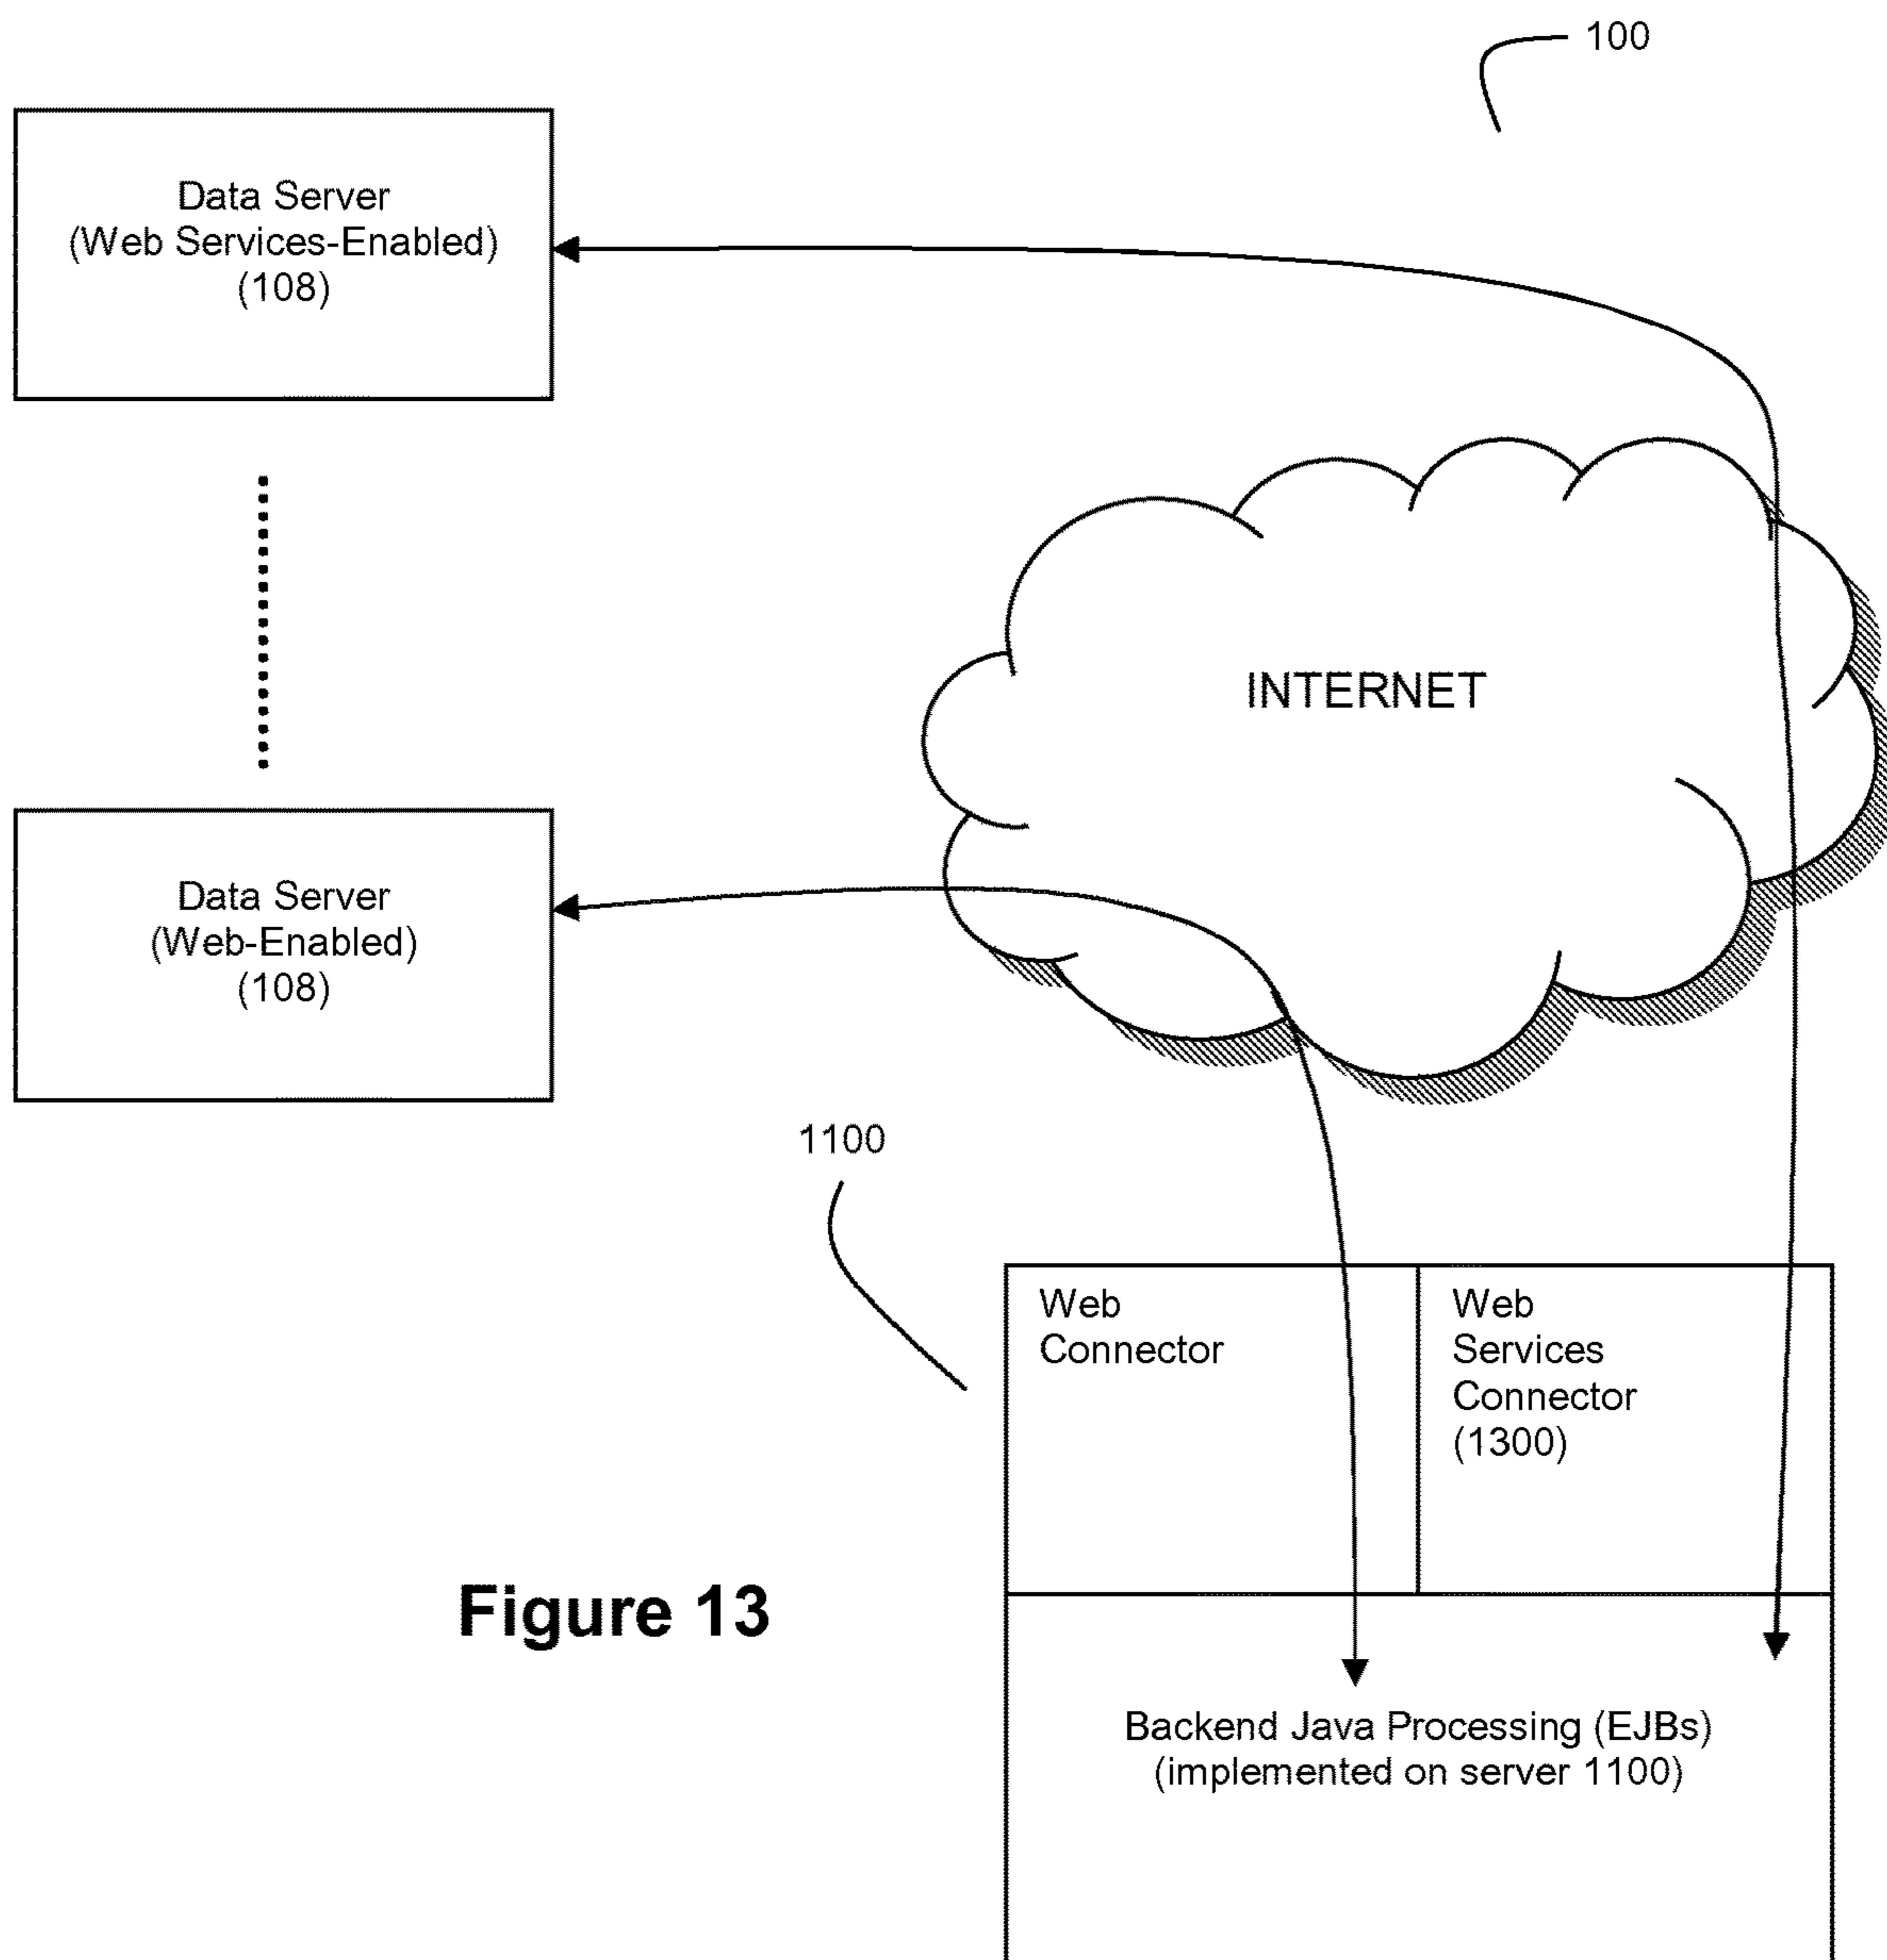 100
Data Server
(Web Services-Enabled)
(108)
INTERNET
Data Server
(Web-Enabled)
(108)
1100
Web
Connector
Web
Services
Connector
(1300)
Figure 13
Backend Java Processing (EJBs)
(implemented on server 1100)